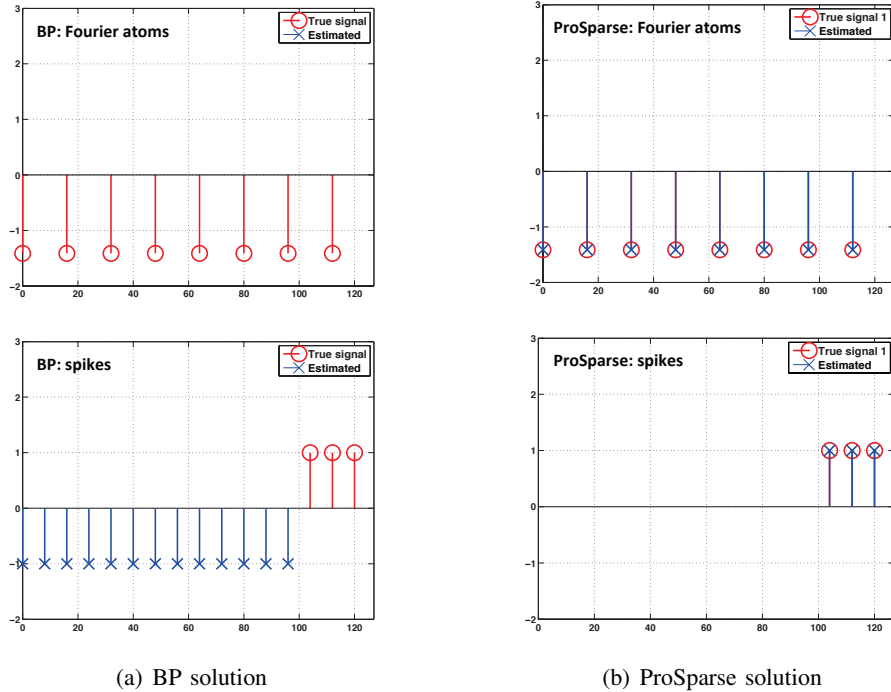 BP: Fourier atoms
True signal
Estimated
3
2
1
0
−1
−2
0 20 40 60 80 100 120
ProSparse: Fourier atoms
True signal 1
Estimated
3
2
1
0
−1
−2
0 20 40 60 80 100 120
BP: spikes
True signal
Estimated
3
2
1
0
−1
−2
0 20 40 60 80 100 120
ProSparse: spikes
True signal 1
Estimated
3
2
1
0
−1
−2
0 20 40 60 80 100 120
(a) BP solution
(b) ProSparse solution